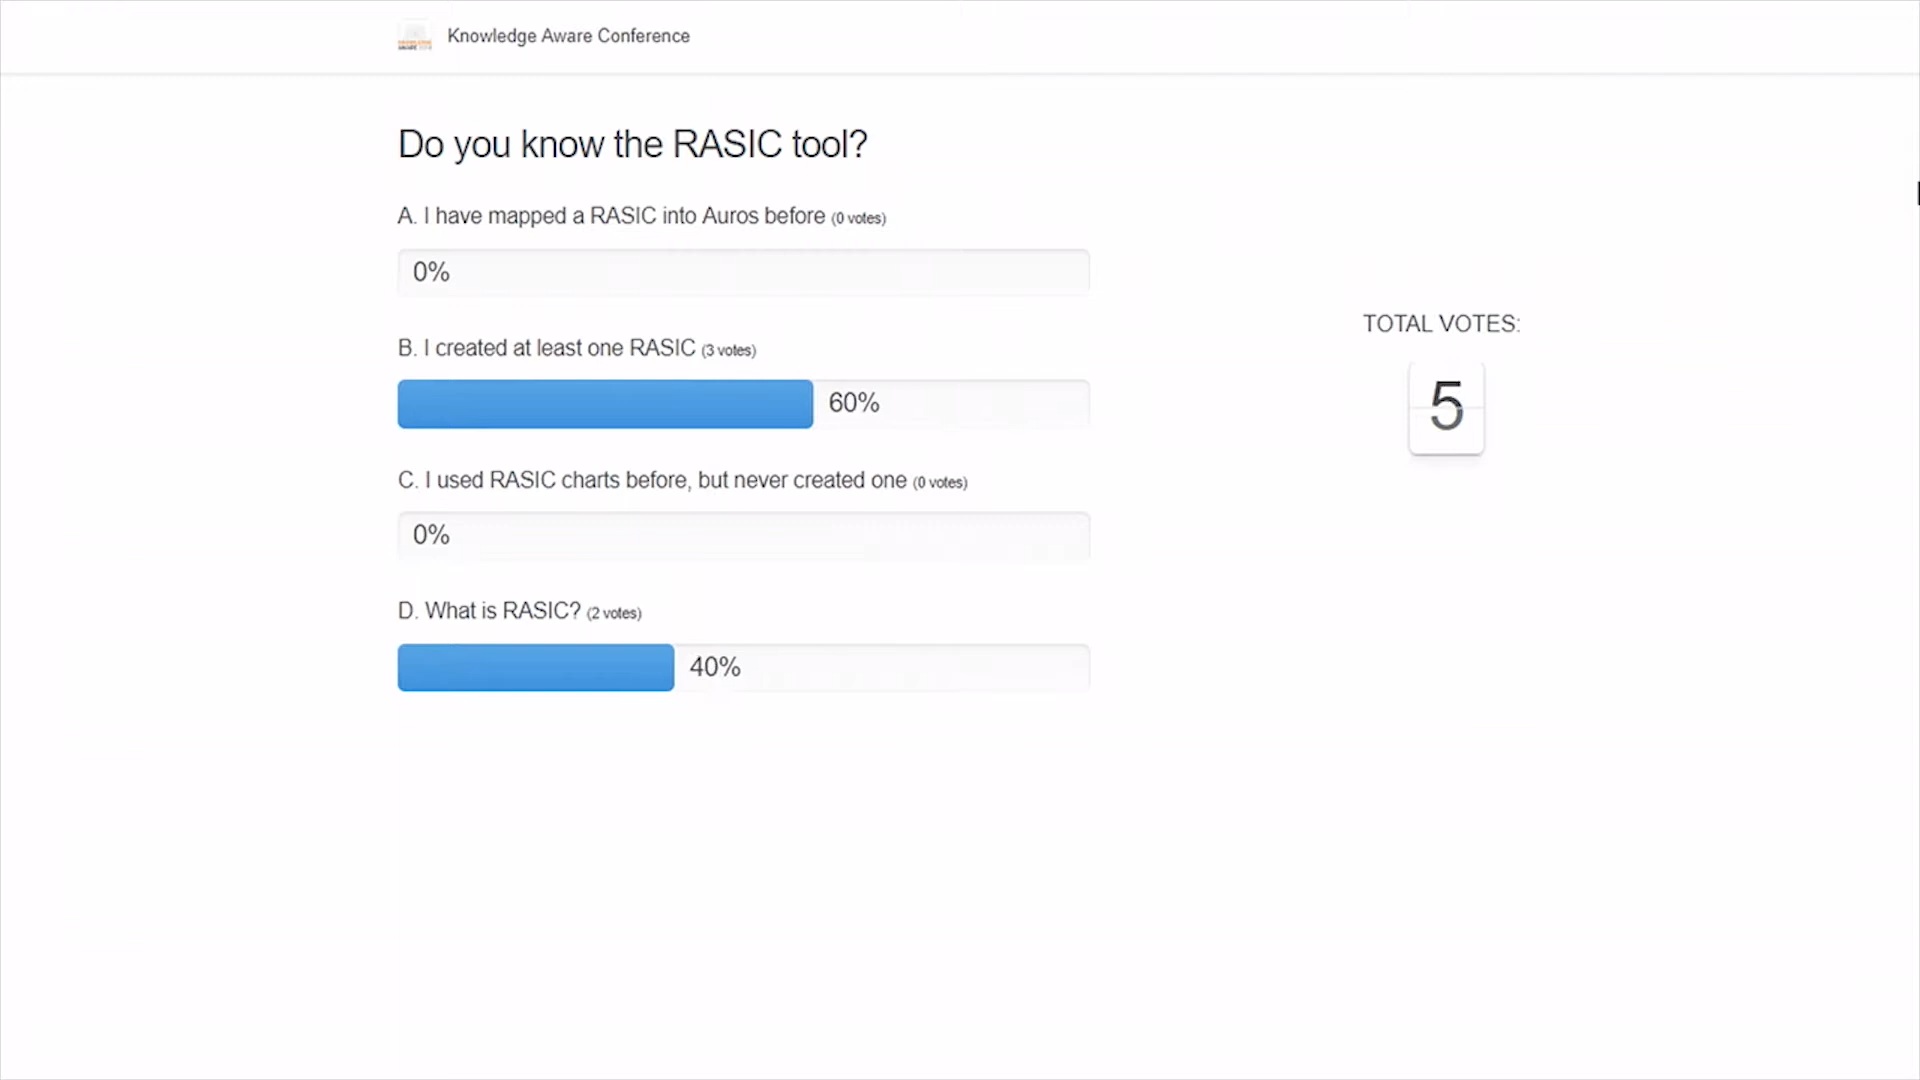 Knowledge Aware Conference
Do you know the RASIC tool?
A. I have mapped a RASIC into Auros before (0 votes)
0%
B. I created at least one RASIC (3 votes)
60%
C. I used RASIC charts before, but never created one (0 votes)
0%
D. What is RASIC? (2 votes)
40%
TOTAL VOTES:
5